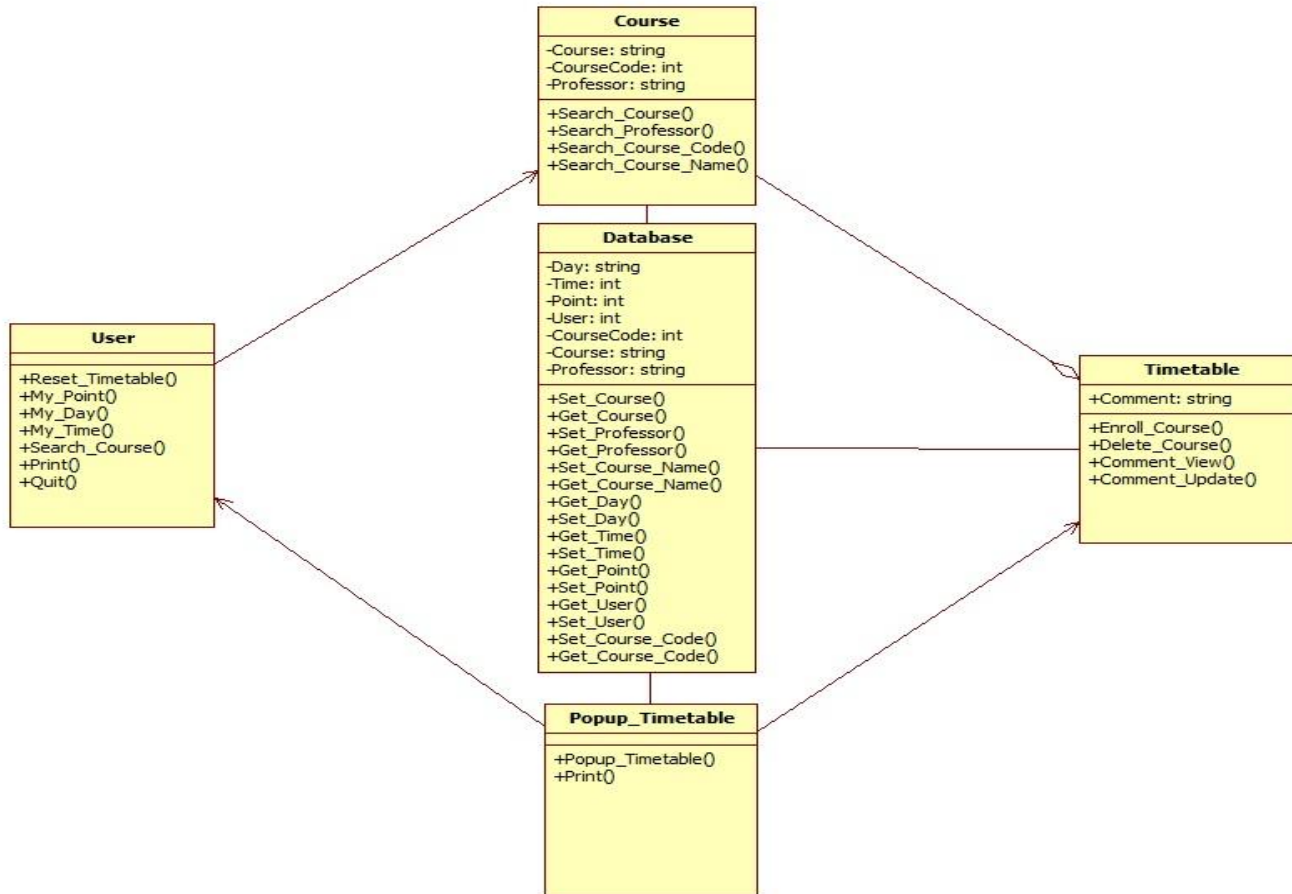 Course
-Course: string
-CourseCode: int
-Professor: string
+Search_Course()
+Search_Professor()
+Search_Course_Code()
+Search_Course_Name()
Database
-Day: string
-Time: int
-Point: int
-User: int
-CourseCode: int
-Course: string
-Professor: string
+Set_Course()
+Get_Course()
+Set_Professor()
+Get_Professor()
+Set_Course_Name()
+Get_Course_Name()
+Get_Day()
+Set_Day()
+Get_Time()
+Set_Time()
+Get_Point()
+Set_Point()
+Get_User()
+Set_User()
+Set_Course_Code()
+Get_Course_Code()
User
+Reset_Timetable()
+My_Point()
+My_Day()
+My_Time()
+Search_Course()
+Print()
+Quit()
Timetable
+Comment: string
+Enroll_Course()
+Delete_Course()
+Comment_View()
+Comment_Update()
Popup_Timetable
+Popup_Timetable()
+Print()